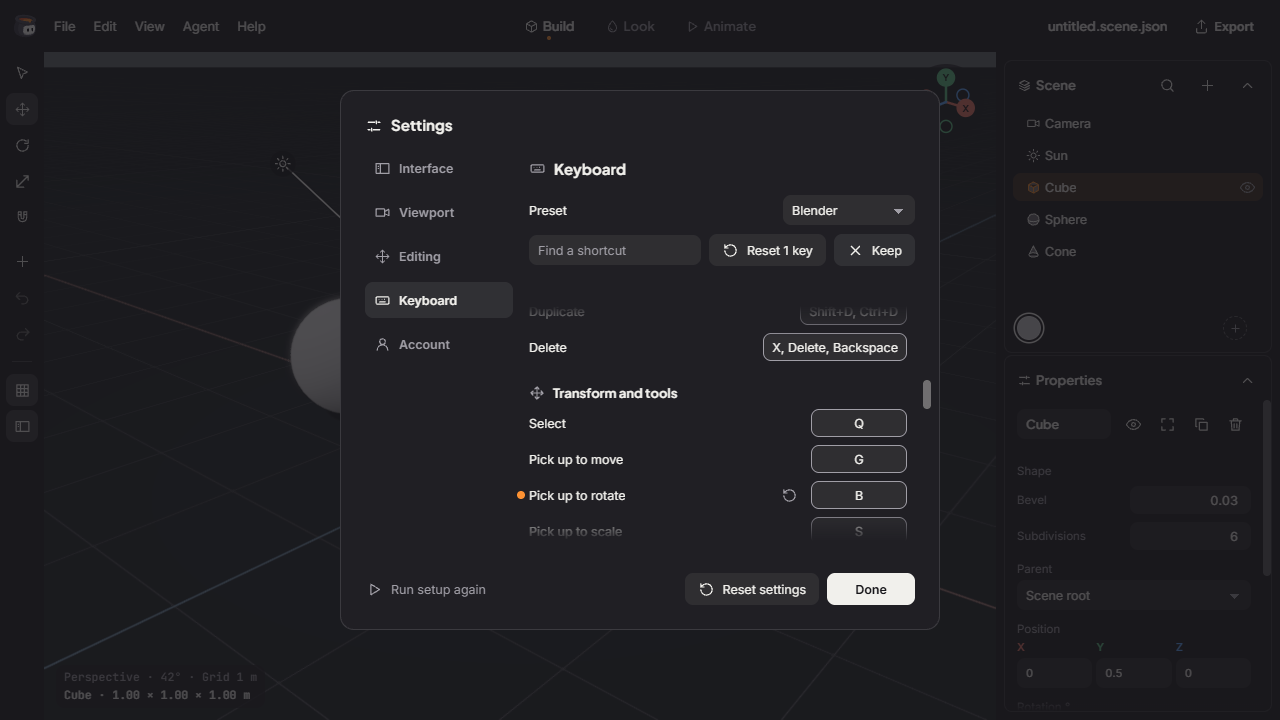 File Edit View Agent Help
Build Look Animate
untitled.scene.json Export
Y
X
Scene
Camera
Sun
Cube
Sphere
Cone
Settings
Interface
Viewport
Editing
Keyboard
Account
Keyboard
Preset Blender
Find a shortcut Reset 1 key Keep
Duplicate Shift+D, Ctrl+D
Delete X, Delete, Backspace
Transform and tools
Select Q
Pick up to move G
Pick up to rotate B
Pick up to scale S
Run setup again Reset settings Done
Properties
Cube
Shape
Bevel 0.03
Subdivisions 6
Parent
Scene root
Position
X Y Z
0 0.5 0
Rotation °
Perspective · 42° · Grid 1 m
Cube · 1.00 × 1.00 × 1.00 m